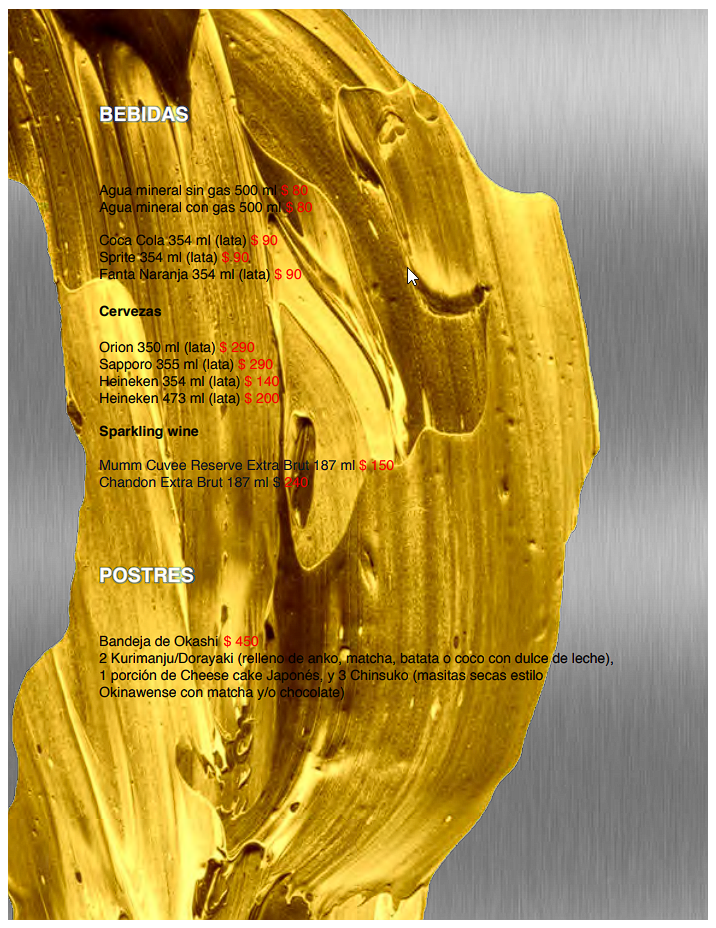 BEBIDAS
Agua mineral sin gas 500 ml $ 80
Agua mineral con gas 500 ml $ 80
Coca Cola 354 ml (lata) $ 90
Sprite 354 ml (lata) $ 90
Fanta Naranja 354 ml (lata) $ 90
Cervezas
Orion 350 ml (lata) $ 290
Sapporo 355 ml (lata) $ 290
Heineken 354 ml (lata) $ 140
Heineken 473 ml (lata) $ 200
Sparkling wine
Mumm Cuvee Reserve Extra Brut 187 ml $ 150
Chandon Extra Brut 187 ml $ 240
POSTRES
Bandeja de Okashi $ 450
2 Kurimanju/Dorayaki (relleno de anko, matcha, batata o coco con dulce de leche),
1 porción de Cheese cake Japonés, y 3 Chinsuko (masitas secas estilo
Okinawense con matcha y/o chocolate)